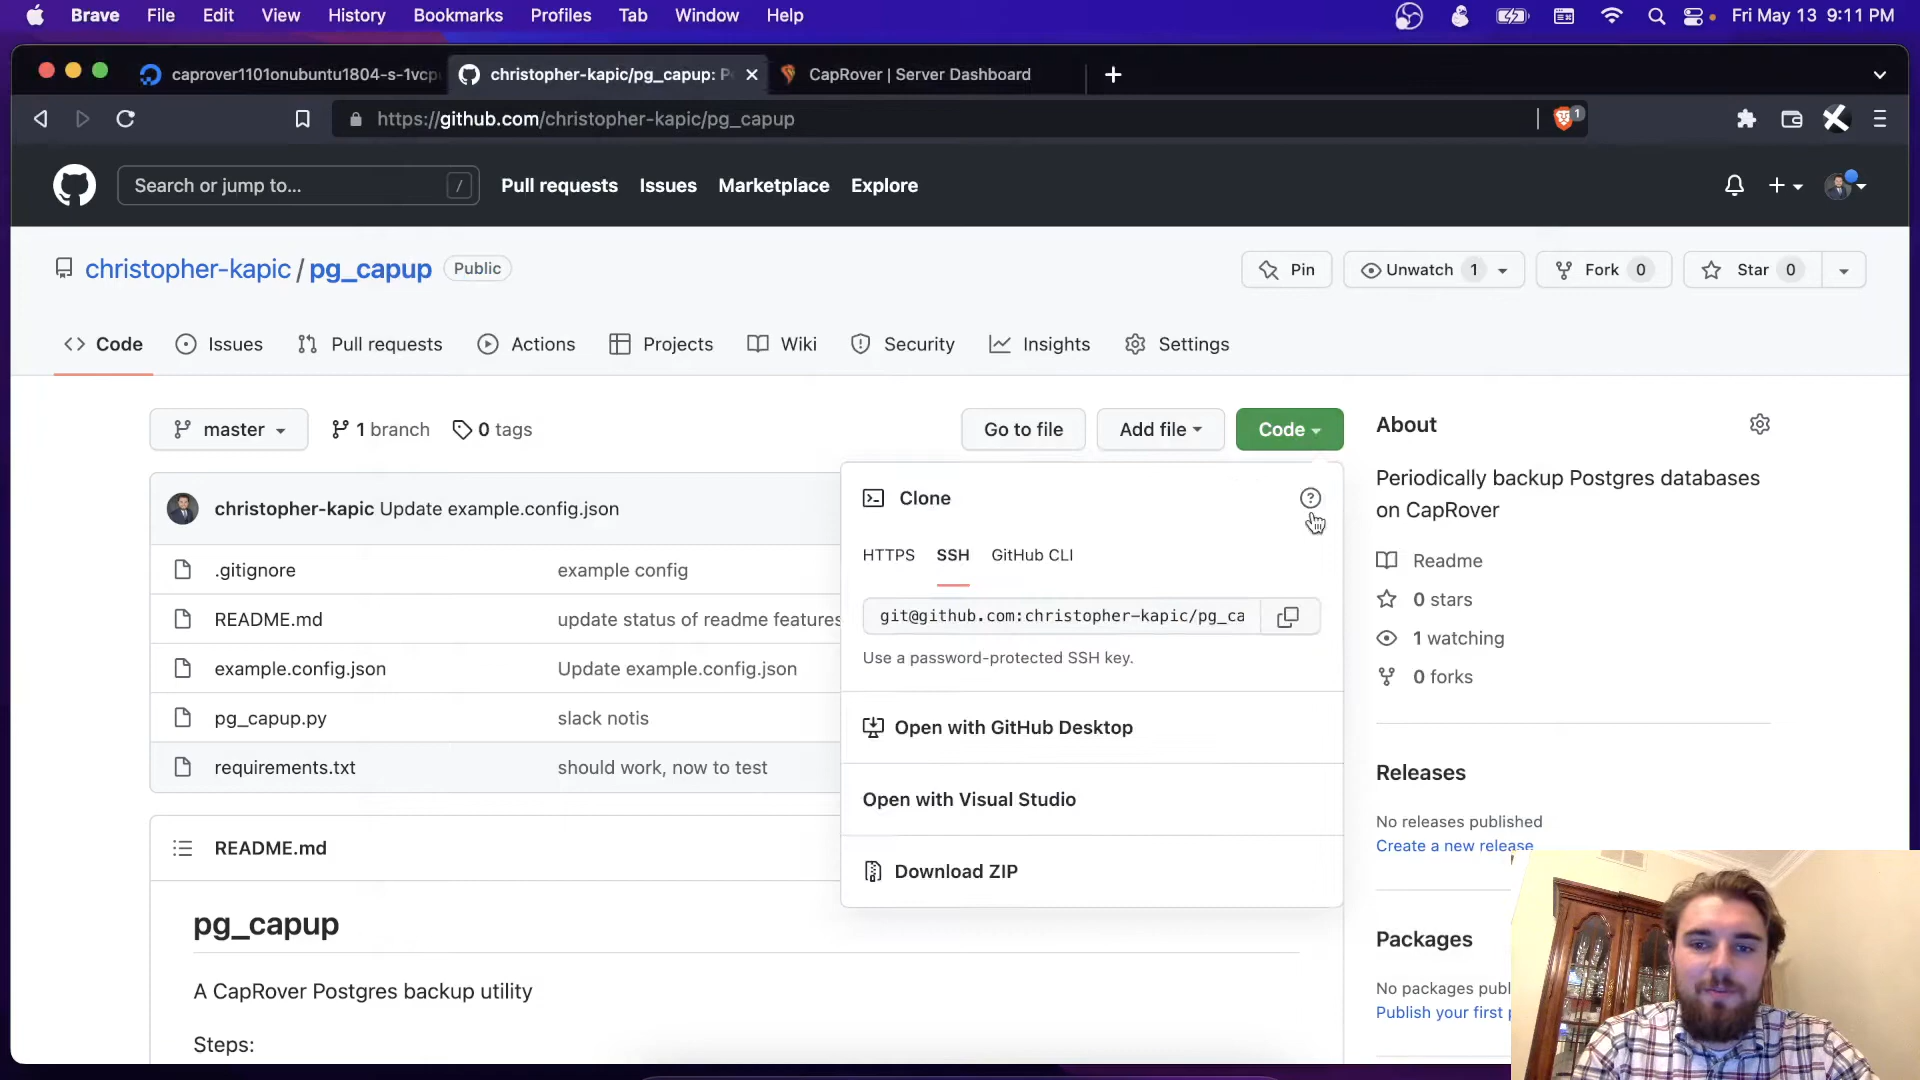 Brave File Edit View History Bookmarks Profiles Tab Window Help Fri May 13 9:11 PM
caprover1101onubuntu1804-s-1vcp christopher-kapic/pg_capup: P CapRover | Server Dashboard
https://github.com/christopher-kapic/pg_capup 1
Search or jump to... / Pull requests Issues Marketplace Explore
christopher-kapic / pg_capup Public Pin Unwatch 1 Fork 0 Star 0
Code Issues Pull requests Actions Projects Wiki Security Insights Settings
master 1 branch 0 tags Go to file Add file Code
About
Periodically backup Postgres databases
on CapRover
Readme
0 stars
1 watching
0 forks
christopher-kapic Update example.config.json
.gitignore example config
README.md update status of readme features
example.config.json Update example.config.json
pg_capup.py slack notis
requirements.txt should work, now to test
Clone
HTTPS SSH GitHub CLI
git@github.com:christopher-kapic/pg_ca
Use a password-protected SSH key.
Open with GitHub Desktop
Open with Visual Studio
Download ZIP
Releases
No releases published
Create a new release
Packages
No packages publ
Publish your first p
README.md
pg_capup
A CapRover Postgres backup utility
Steps: